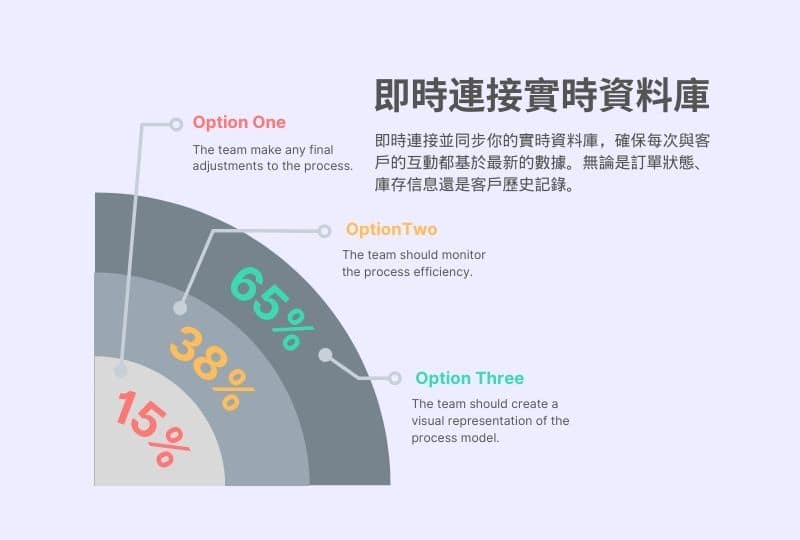 即時連接實時資料庫
即時連接並同步你的實時資料庫，確保每次與客
戶的互動都基於最新的數據。無論是訂單狀態、
庫存信息還是客戶歷史記錄。
Option One
The team make any final
adjustments to the process.
OptionTwo
The team should monitor
the process efficiency.
65%
38%
Option Three
The team should create a
visual representation of the
process model.
15%